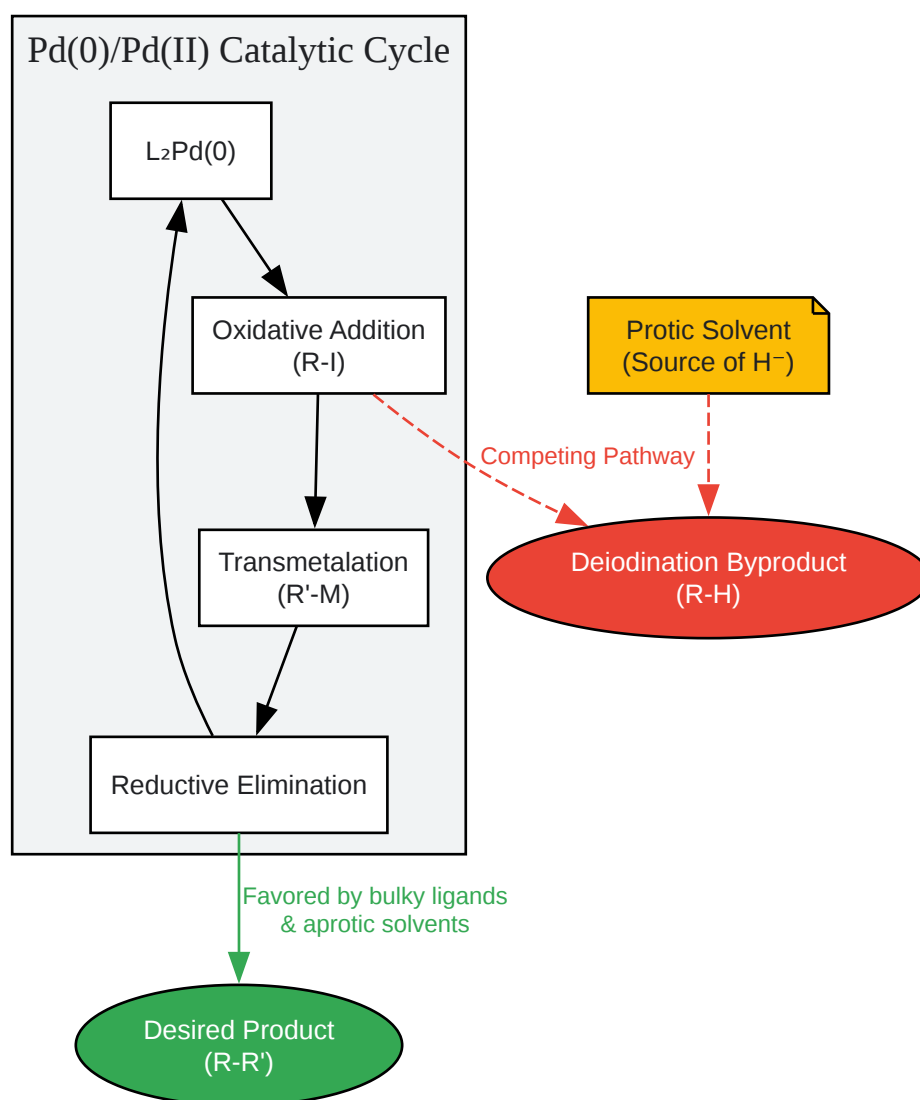 Pd(0)/Pd(II) Catalytic Cycle
L₂Pd(0)
Oxidative Addition
(R-I)
Protic Solvent
(Source of H⁻)
Competing Pathway
Transmetalation
(R'-M)
Deiodination Byproduct
(R-H)
Reductive Elimination
Favored by bulky ligands
& aprotic solvents
Desired Product
(R-R')